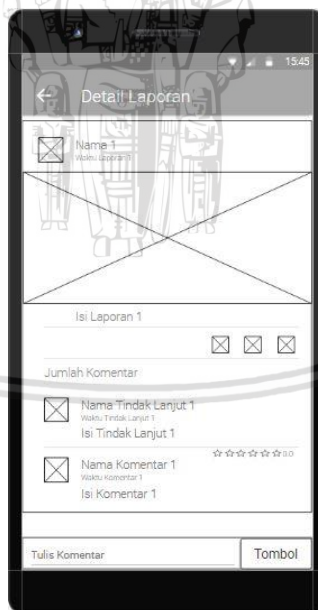 15:45
Detail Laporan
Nama 1
Waktu Laporan 1
Isi Laporan 1
Jumlah Komentar
Nama Tindak Lanjut 1
Waktu Tindak Lanjut 1
Isi Tindak Lanjut 1
Nama Komentar 1
0.0
Waktu Komentar 1
Isi Komentar 1
Tulis Komentar
Tombol